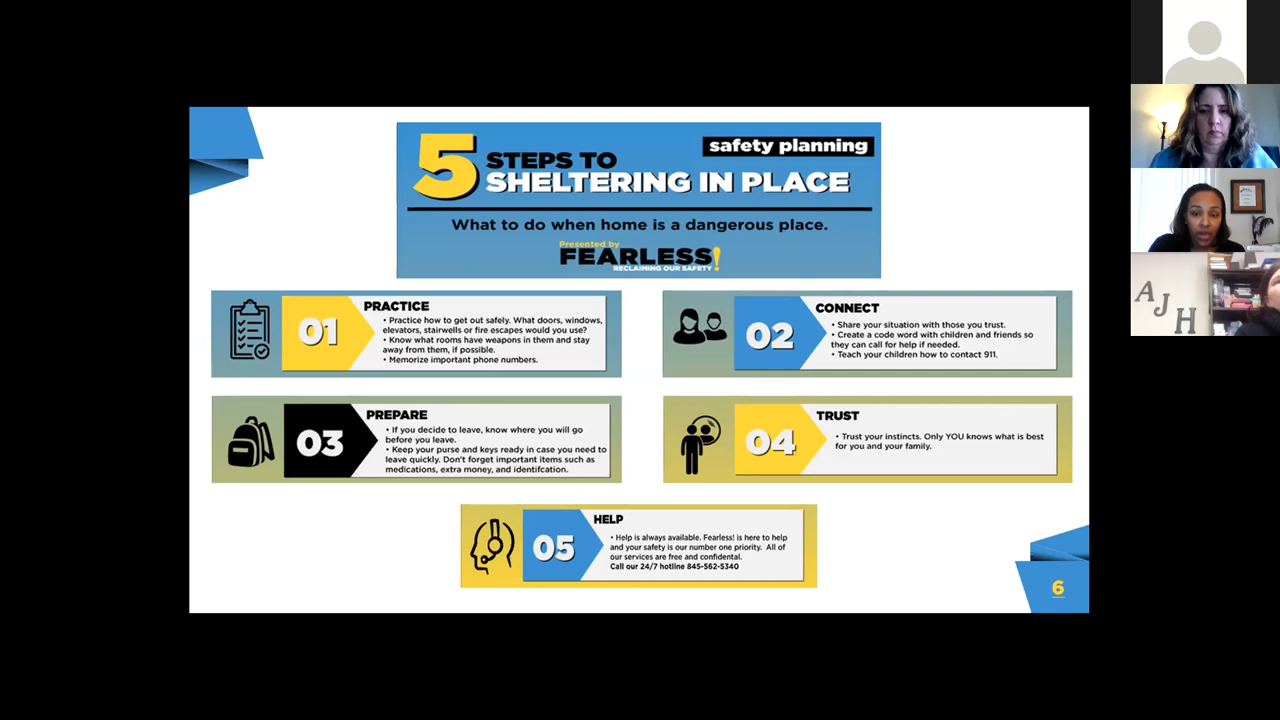 5 STEPS TO
SHELTERING IN PLACE
safety planning
What to do when home is a dangerous place.
Presented by
FEARLESS!
RECLAIMING OUR SAFETY
01
PRACTICE
• Practice how to get out safely. What doors, windows,
elevators, stairwells or fire escapes would you use?
• Know what rooms have weapons in them and stay
away from them, if possible.
• Memorize important phone numbers.
02
CONNECT
• Share your situation with those you trust.
• Create a code word with children and friends so
they can call for help if needed.
• Teach your children how to contact 911.
03
PREPARE
• If you decide to leave, know where you will go
before you leave.
• Keep your purse and keys ready in case you need to
leave quickly. Don't forget important items such as
medications, extra money, and identifcation.
04
TRUST
• Trust your instincts. Only YOU knows what is best
for you and your family.
05
HELP
• Help is always available. Fearless! is here to help
and your safety is our number one priority. All of
our services are free and confidental.
Call our 24/7 hotline 845-562-5340
6
A J H